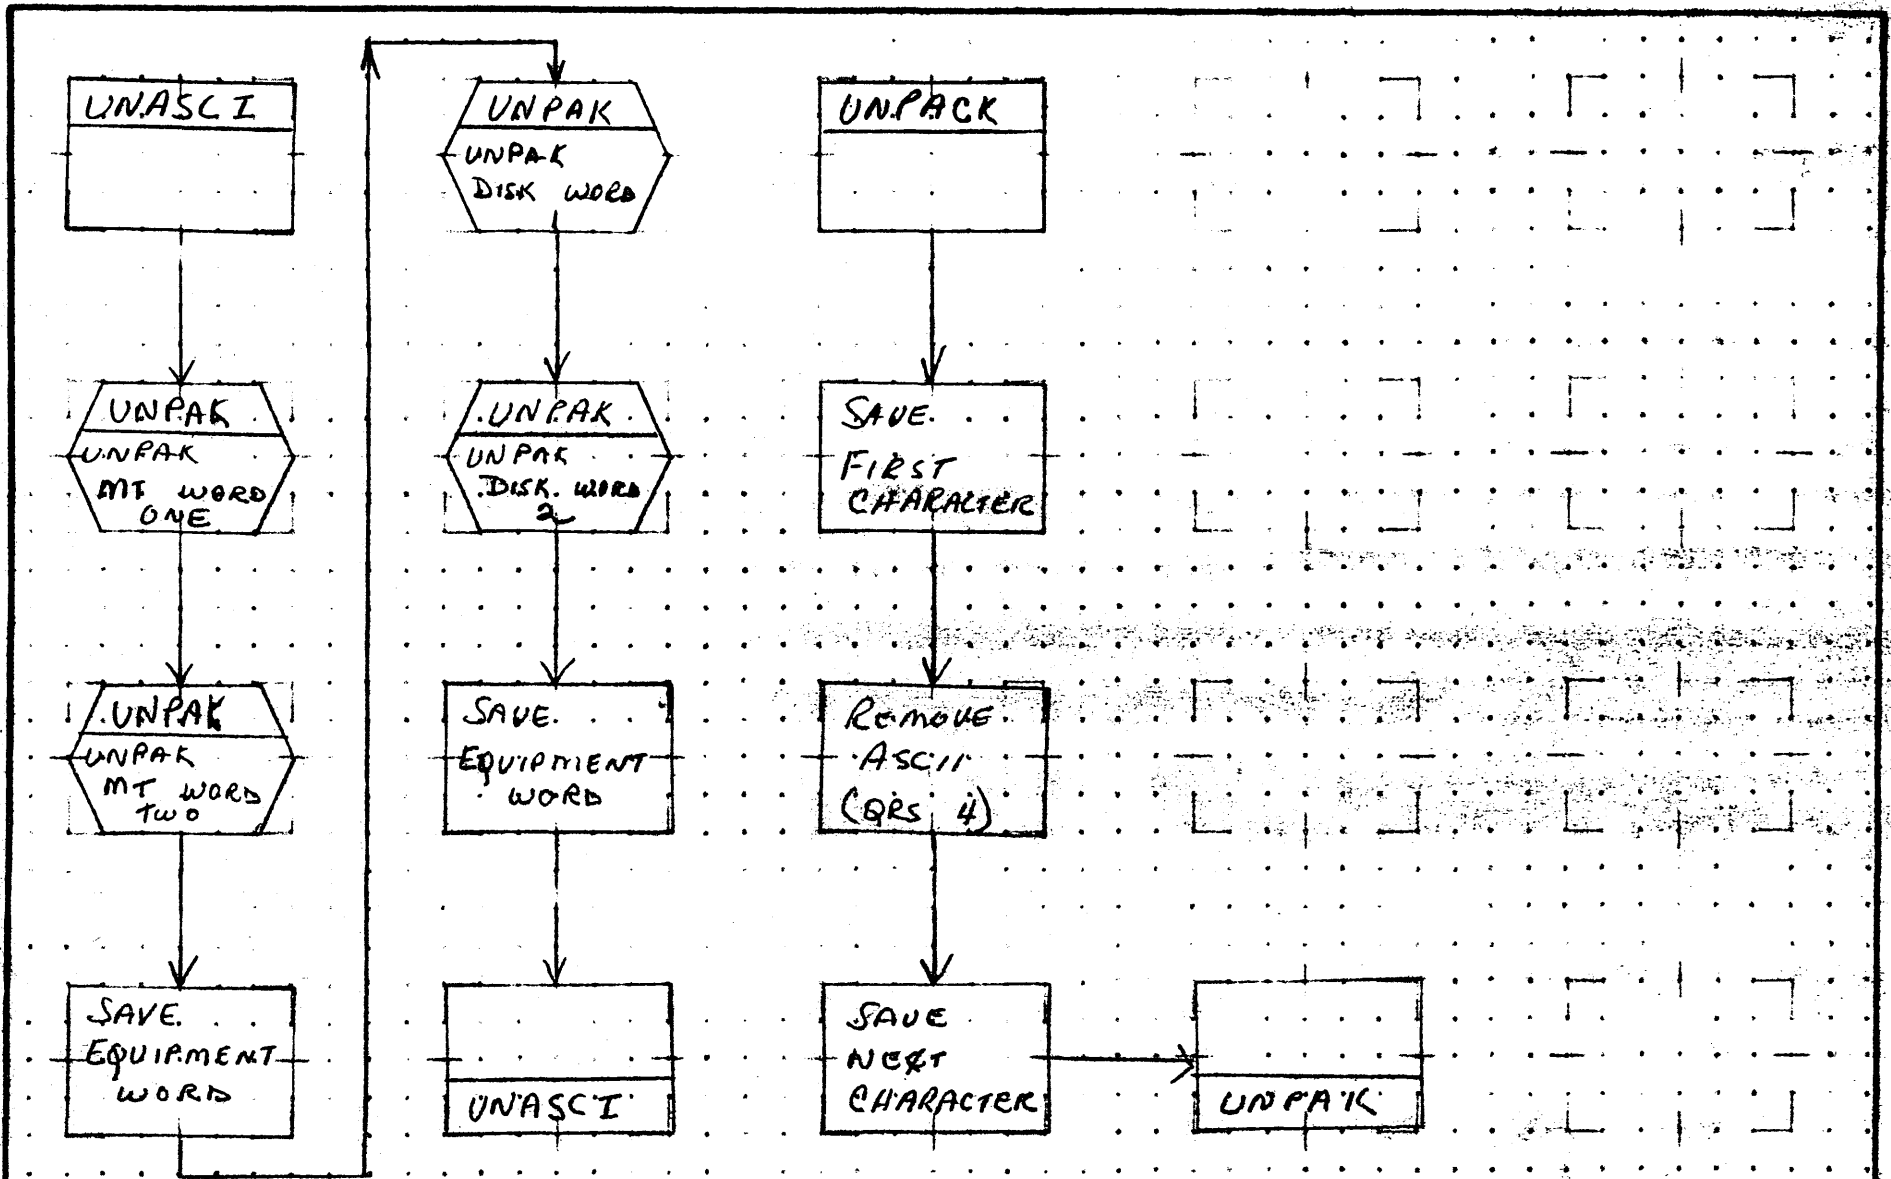 UNASCI
UNPAK
UNPAK
MT WORD
ONE
UNPAK
UNPAK
MT WORD
TWO
SAVE
EQUIPMENT
WORD
UNPAK
UNPAK
DISK WORD
UNPAK
UNPAK
DISK WORD
2
SAVE
EQUIPMENT
WORD
UNASCI
UNPACK
SAVE
FIRST
CHARACTER
REMOVE
ASCII
(QRS 4)
SAVE
NEXT
CHARACTER
UNPAK